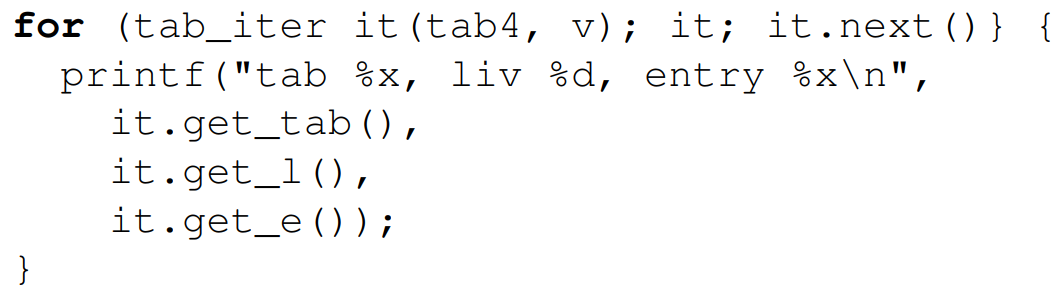 for (tab_iter it(tab4, v); it; it.next()} {
  printf("tab %x, liv %d, entry %x\n",
    it.get_tab(),
    it.get_l(),
    it.get_e());
}